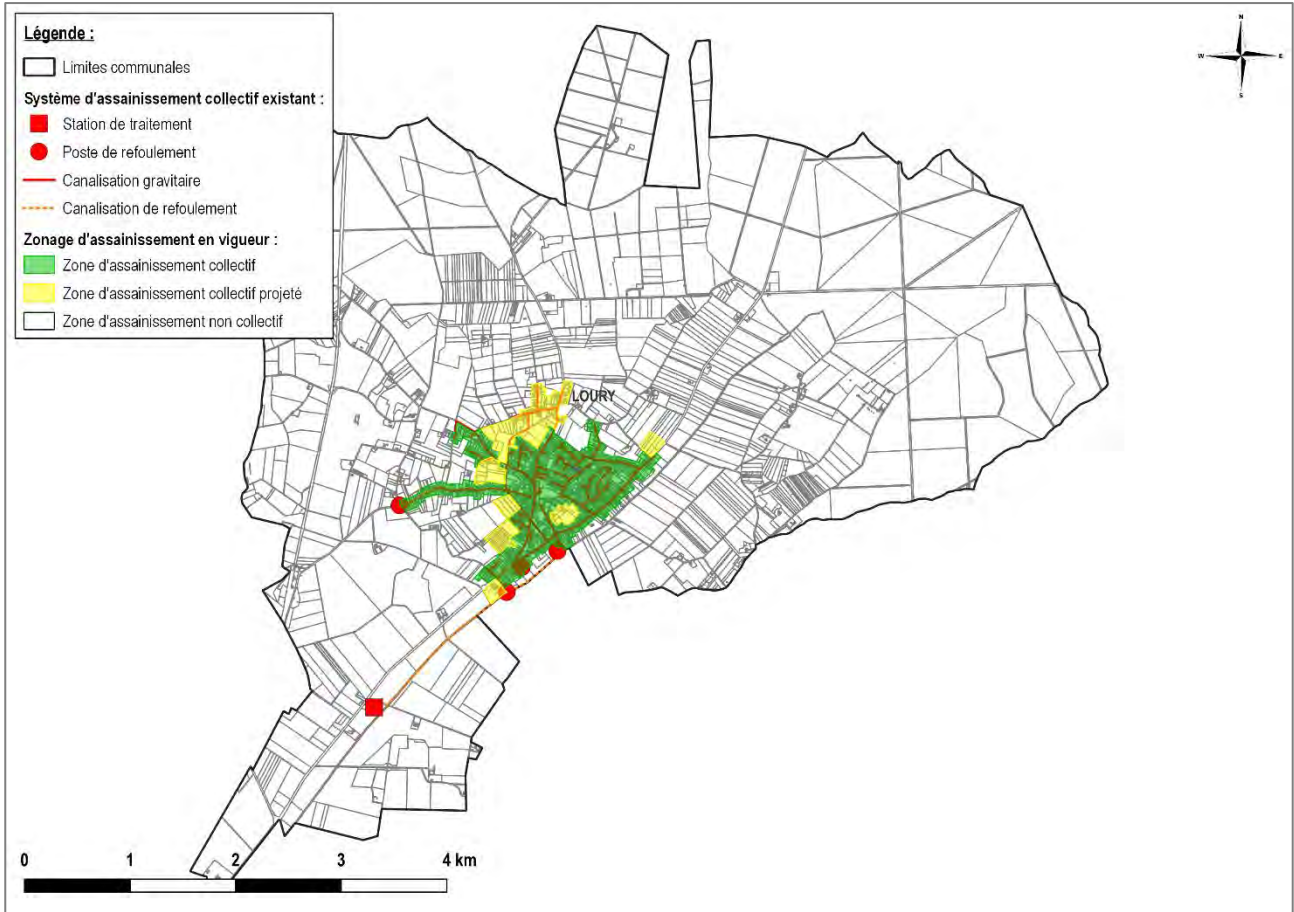 Légende :
Limites communales
Système d'assainissement collectif existant :
Station de traitement
Poste de refoulement
Canalisation gravitaire
Canalisation de refoulement
Zonage d'assainissement en vigueur :
Zone d'assainissement collectif
Zone d'assainissement collectif projeté
Zone d'assainissement non collectif
N
W
E
S
LOURY
0 1 2 3 4 km